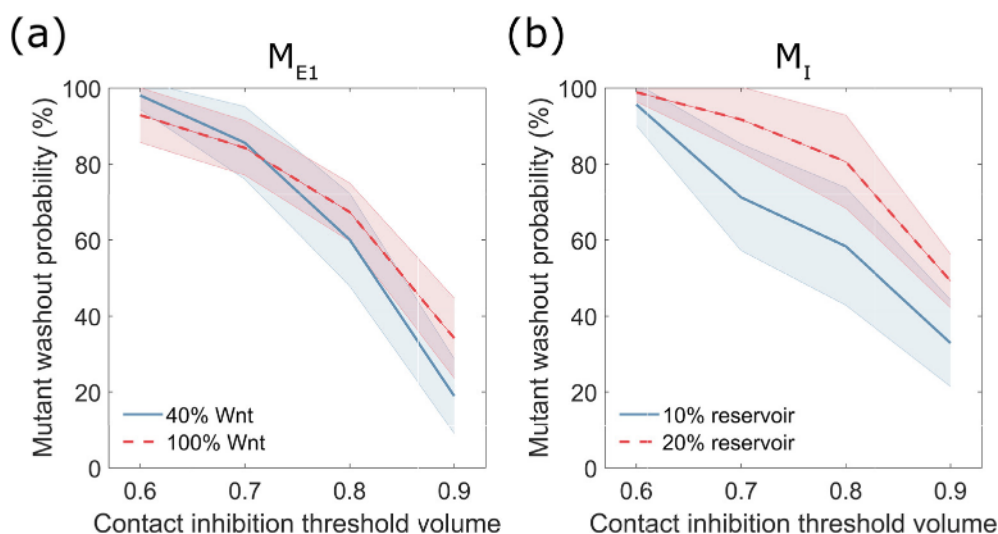 (a)
M_E1
Mutant washout probability (%)
100
80
60
40
20
0
40% Wnt
100% Wnt
0.6 0.7 0.8 0.9
Contact inhibition threshold volume
(b)
M_I
Mutant washout probability (%)
100
80
60
40
20
0
10% reservoir
20% reservoir
0.6 0.7 0.8 0.9
Contact inhibition threshold volume